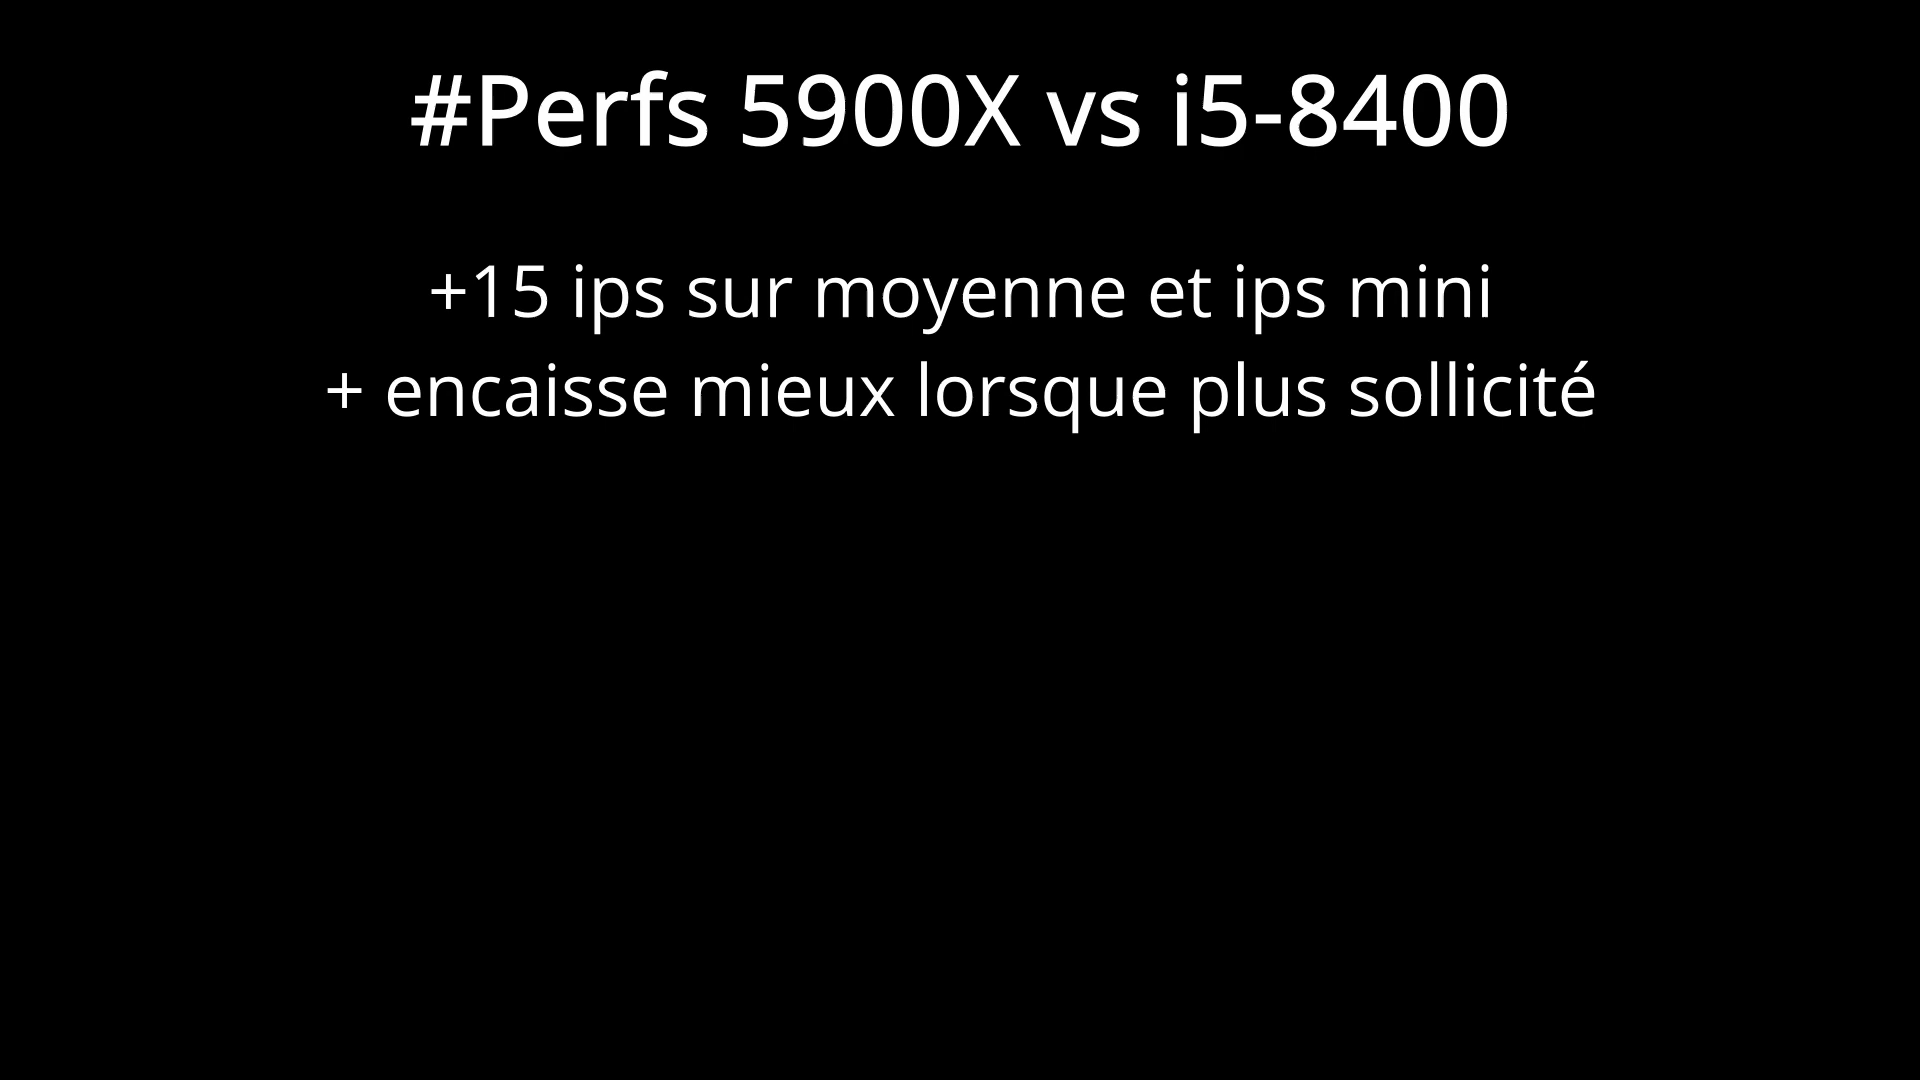 #Perfs 5900X vs i5-8400
+15 ips sur moyenne et ips mini
+ encaisse mieux lorsque plus sollicité